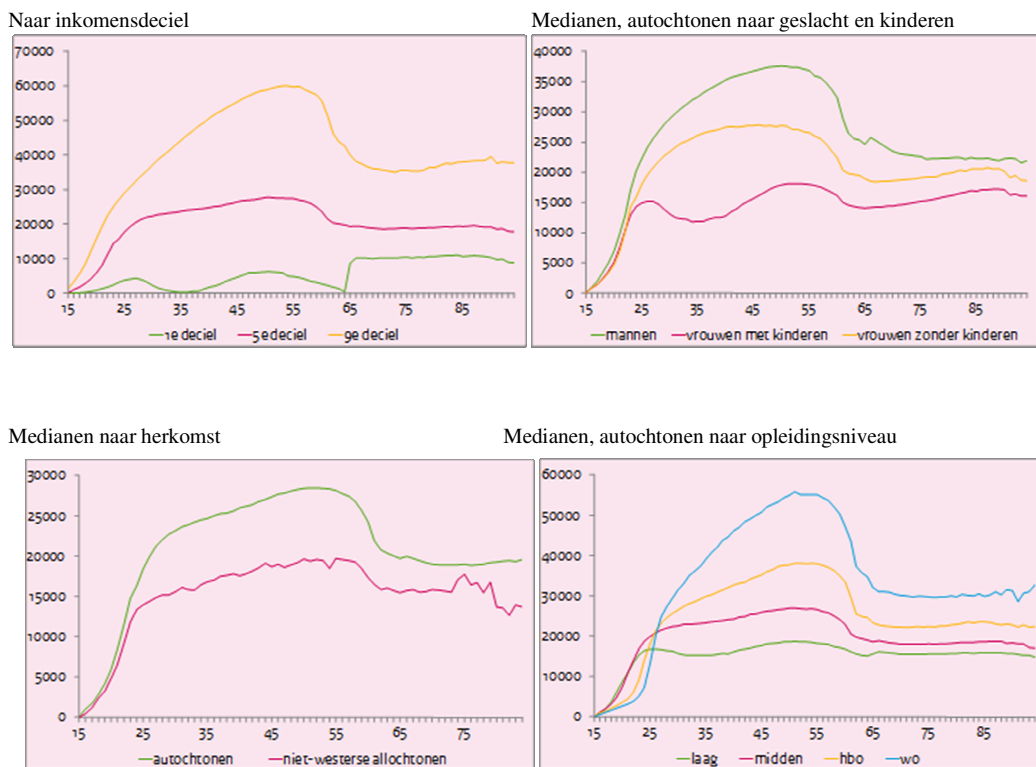 Naar inkomensdeciel
70000
60000
50000
40000
30000
20000
10000
0
15 25 35 45 55 65 75 85
1e deciel 5e deciel 9e deciel
Medianen, autochtonen naar geslacht en kinderen
40000
35000
30000
25000
20000
15000
10000
5000
0
15 25 35 45 55 65 75 85
mannen vrouwen met kinderen vrouwen zonder kinderen
Medianen naar herkomst
30000
25000
20000
15000
10000
5000
0
15 25 35 45 55 65 75
autochtonen niet-westerse allochtonen
Medianen, autochtonen naar opleidingsniveau
60000
50000
40000
30000
20000
10000
0
15 25 35 45 55 65 75 85
laag midden hbo wo